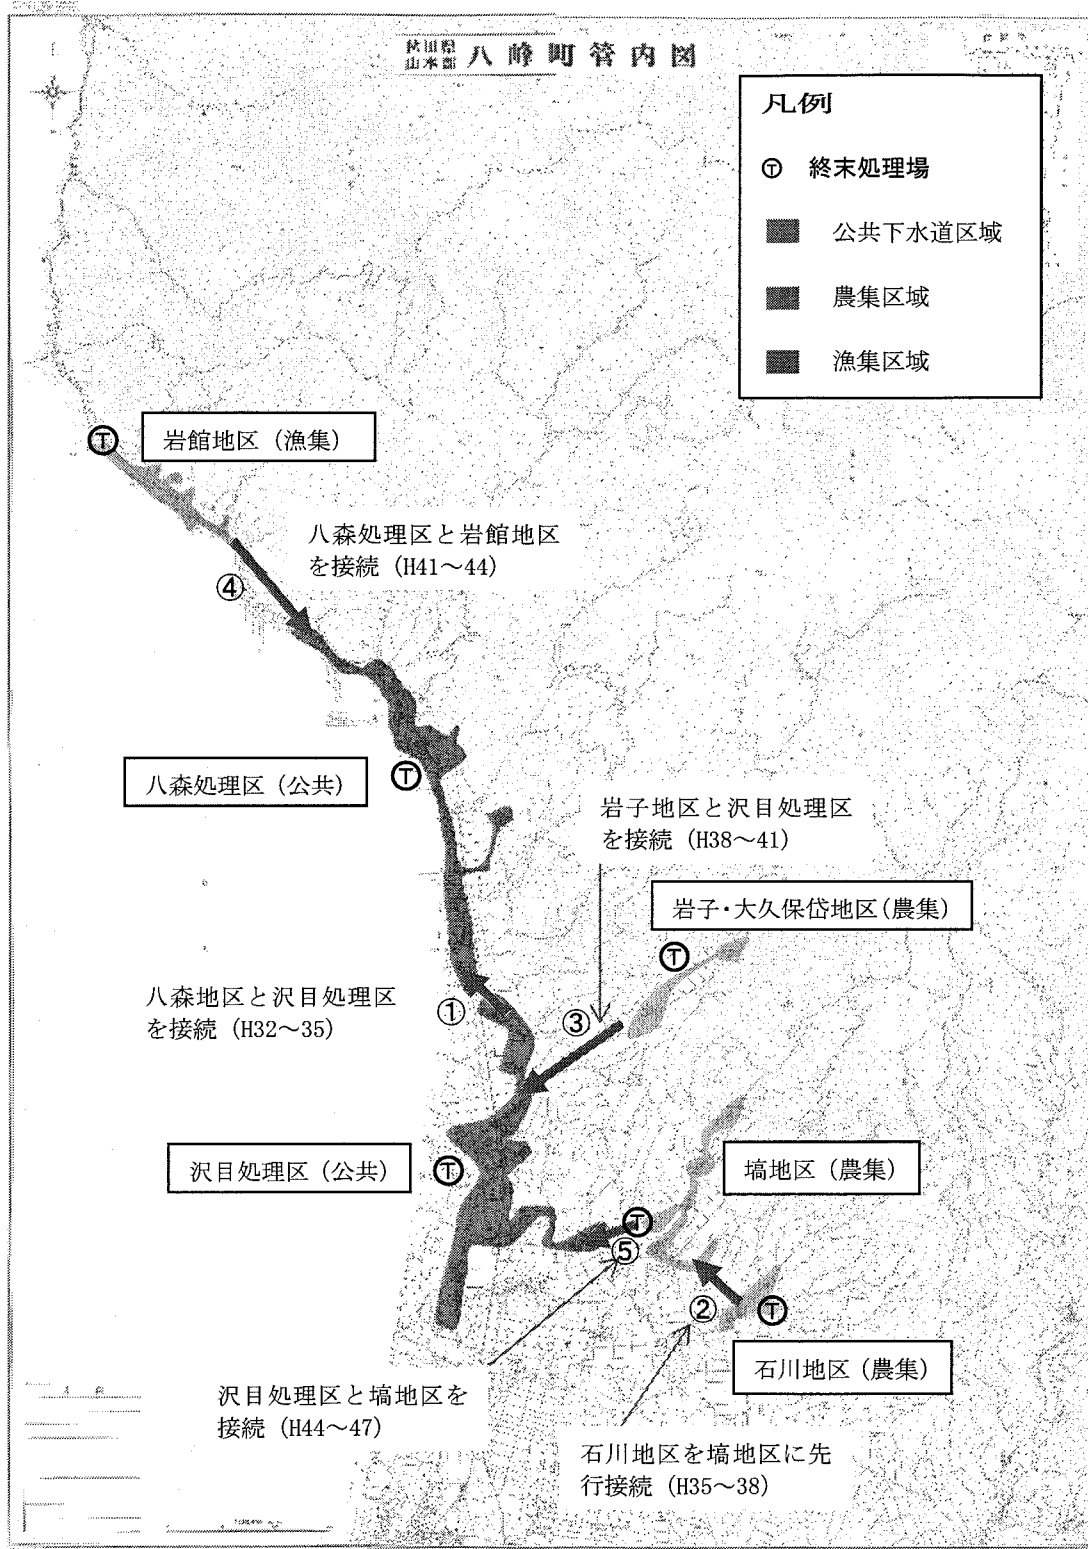 秋田県
山本郡 八峰町管内図
凡例
Ⓣ 終末処理場
公共下水道区域
農集区域
漁集区域
Ⓣ
岩館地区（漁集）
八森処理区と岩館地区
を接続（H41～44）
④
八森処理区（公共）
Ⓣ
岩子地区と沢目処理区
を接続（H38～41）
岩子・大久保岱地区（農集）
Ⓣ
八森地区と沢目処理区
を接続（H32～35）
①
③
沢目処理区（公共）
Ⓣ
塙地区（農集）
Ⓣ
⑤
②
Ⓣ
石川地区（農集）
沢目処理区と塙地区を
接続（H44～47）
石川地区を塙地区に先
行接続（H35～38）